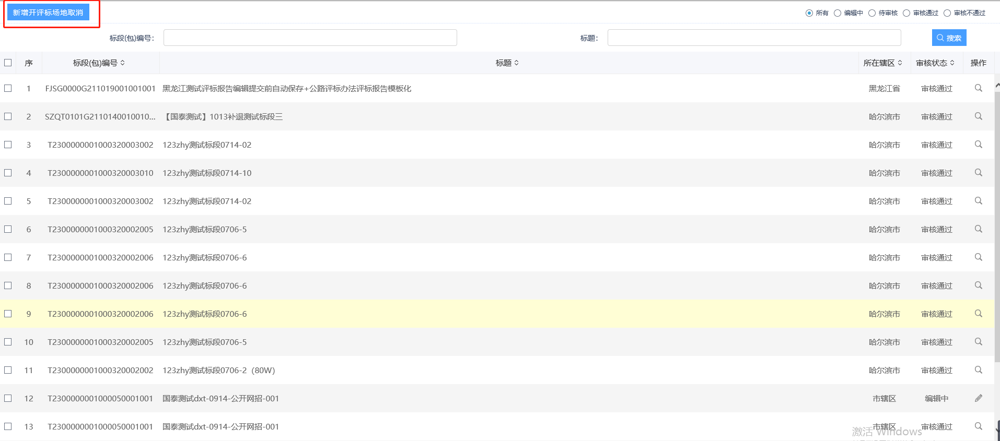 新增开评标场地取消
所有 编辑中 待审核 审核通过 审核不通过
标段(包)编号: 标题: 搜索
序 标段(包)编号 标题 所在辖区 审核状态 操作
1 FJSG0000G211019001001001 黑龙江测试评标报告编辑提交前自动保存+公路评标办法评标报告模板化 黑龙江省 审核通过
2 SZQT0101G2110140010010... 【国泰测试】1013补退测试标段三 哈尔滨市 审核通过
3 T2300000001000320003002 123zhy测试标段0714-02 哈尔滨市 审核通过
4 T2300000001000320003010 123zhy测试标段0714-10 哈尔滨市 审核通过
5 T2300000001000320003002 123zhy测试标段0714-02 哈尔滨市 审核通过
6 T2300000001000320002005 123zhy测试标段0706-5 哈尔滨市 审核通过
7 T2300000001000320002006 123zhy测试标段0706-6 哈尔滨市 审核通过
8 T2300000001000320002006 123zhy测试标段0706-6 哈尔滨市 审核通过
9 T2300000001000320002006 123zhy测试标段0706-6 哈尔滨市 审核通过
10 T2300000001000320002005 123zhy测试标段0706-5 哈尔滨市 审核通过
11 T2300000001000320002002 123zhy测试标段0706-2（80W） 哈尔滨市 审核通过
12 T2300000001000050001001 国泰测试dxt-0914-公开网招-001 市辖区 编辑中
13 T2300000001000050001001 国泰测试dxt-0914-公开网招-001 市辖区 审核通过
激活 Windows